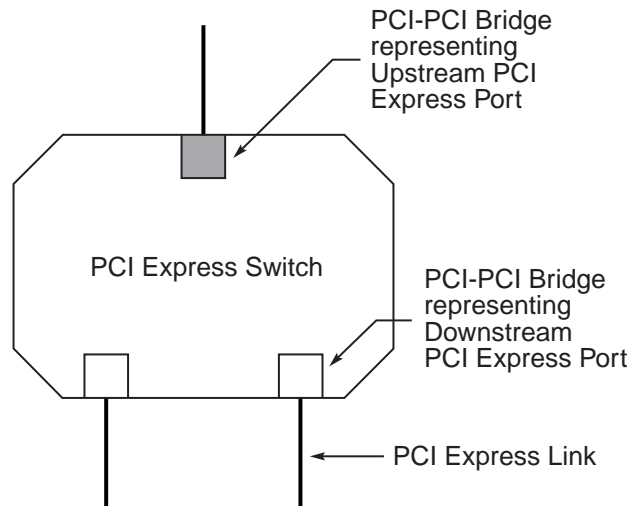 PCI-PCI Bridge
representing
Upstream PCI
Express Port
PCI Express Switch
PCI-PCI Bridge
representing
Downstream
PCI Express Port
PCI Express Link